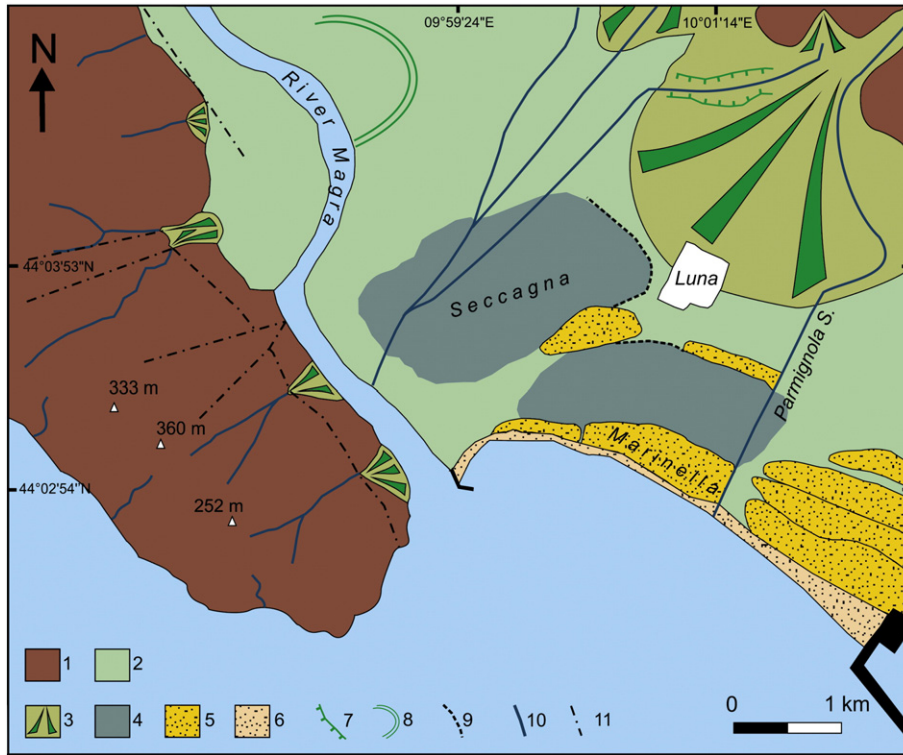 09°59'24"E
10°01'14"E
N
River Magra
44°03'53"N
Seccagna
Luna
Parmignola S.
333 m
360 m
Marinella
44°02'54"N
252 m
1
2
3
4
5
6
7
8
9
10
11
0
1 km